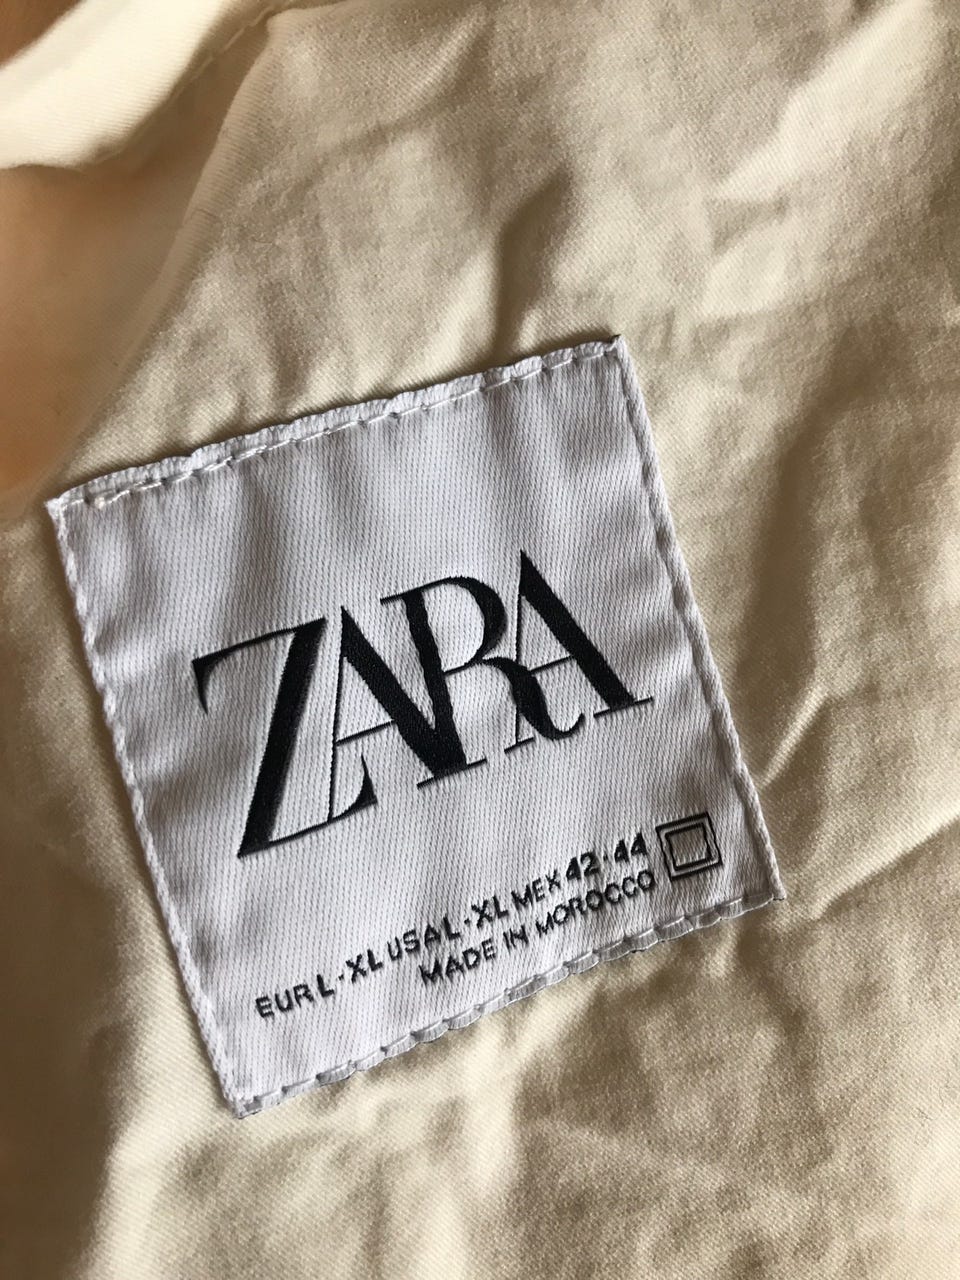 ZARA
EUR L-XL USA L-XL MEX 42-44
MADE IN MOROCCO